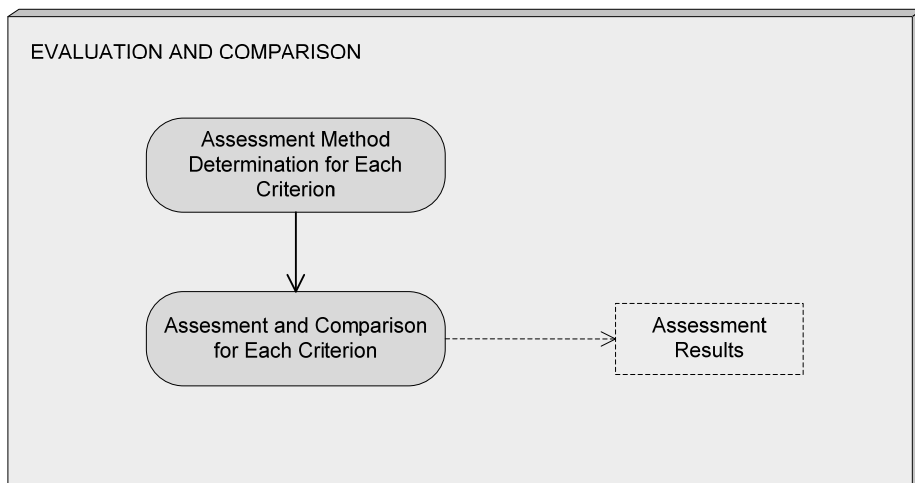 EVALUATION AND COMPARISON
Assessment Method
Determination for Each
Criterion
Assesment and Comparison
for Each Criterion
Assessment
Results